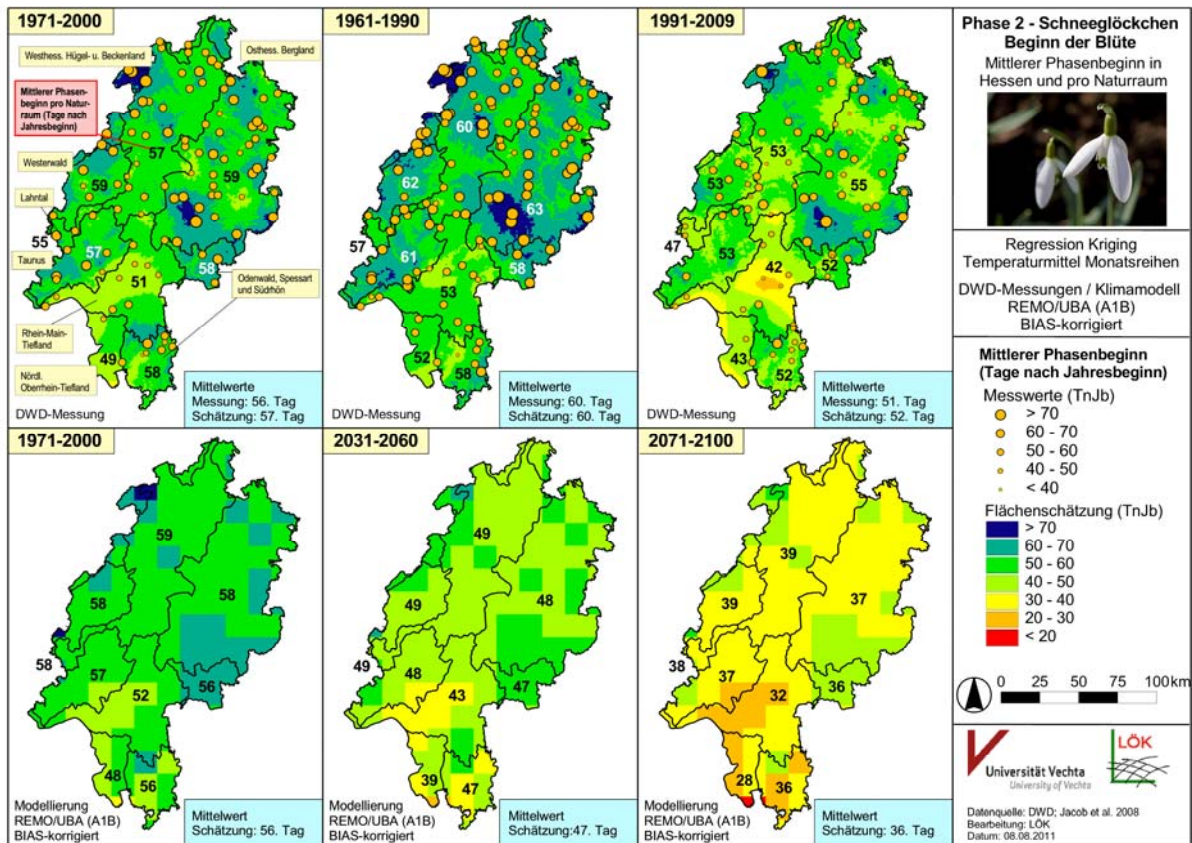 1971-2000
Westhess. Hügel- u. Beckenland
Osthess. Bergland
Mittlerer Phasen-
beginn pro Natur-
raum (Tage nach
Jahresbeginn)
57
Westerwald
59
59
Lahntal
55
Taunus
57
58
51
Odenwald, Spessart
und Südrhön
Rhein-Main-
Tiefland
49
58
Nördl.
Oberrhein-Tiefland
DWD-Messung
Mittelwerte
Messung: 56. Tag
Schätzung: 57. Tag
1961-1990
60
62
63
57
61
58
53
52
58
DWD-Messung
Mittelwerte
Messung: 60. Tag
Schätzung: 60. Tag
1991-2009
53
53
55
47
53
42
52
43
52
DWD-Messung
Mittelwerte
Messung: 51. Tag
Schätzung: 52. Tag
1971-2000
59
58
58
58
57
52
56
48
56
Modellierung
REMO/UBA (A1B)
BIAS-korrigiert
Mittelwert
Schätzung: 56. Tag
2031-2060
49
49
48
49
48
43
47
39
47
Modellierung
REMO/UBA (A1B)
BIAS-korrigiert
Mittelwert
Schätzung:47. Tag
2071-2100
39
39
37
38
37
32
36
28
36
Modellierung
REMO/UBA (A1B)
BIAS-korrigiert
Mittelwert
Schätzung: 36. Tag
Phase 2 - Schneeglöckchen
Beginn der Blüte
Mittlerer Phasenbeginn in
Hessen und pro Naturraum
Regression Kriging
Temperaturmittel Monatsreihen
DWD-Messungen / Klimamodell
REMO/UBA (A1B)
BIAS-korrigiert
Mittlerer Phasenbeginn
(Tage nach Jahresbeginn)
Messwerte (TnJb)
> 70
60 - 70
50 - 60
40 - 50
< 40
Flächenschätzung (TnJb)
> 70
60 - 70
50 - 60
40 - 50
30 - 40
20 - 30
< 20
0 25 50 75 100 km
Universität Vechta
University of Vechta
LÖK
Datenquelle: DWD; Jacob et al. 2008
Bearbeitung: LÖK
Datum: 08.08.2011